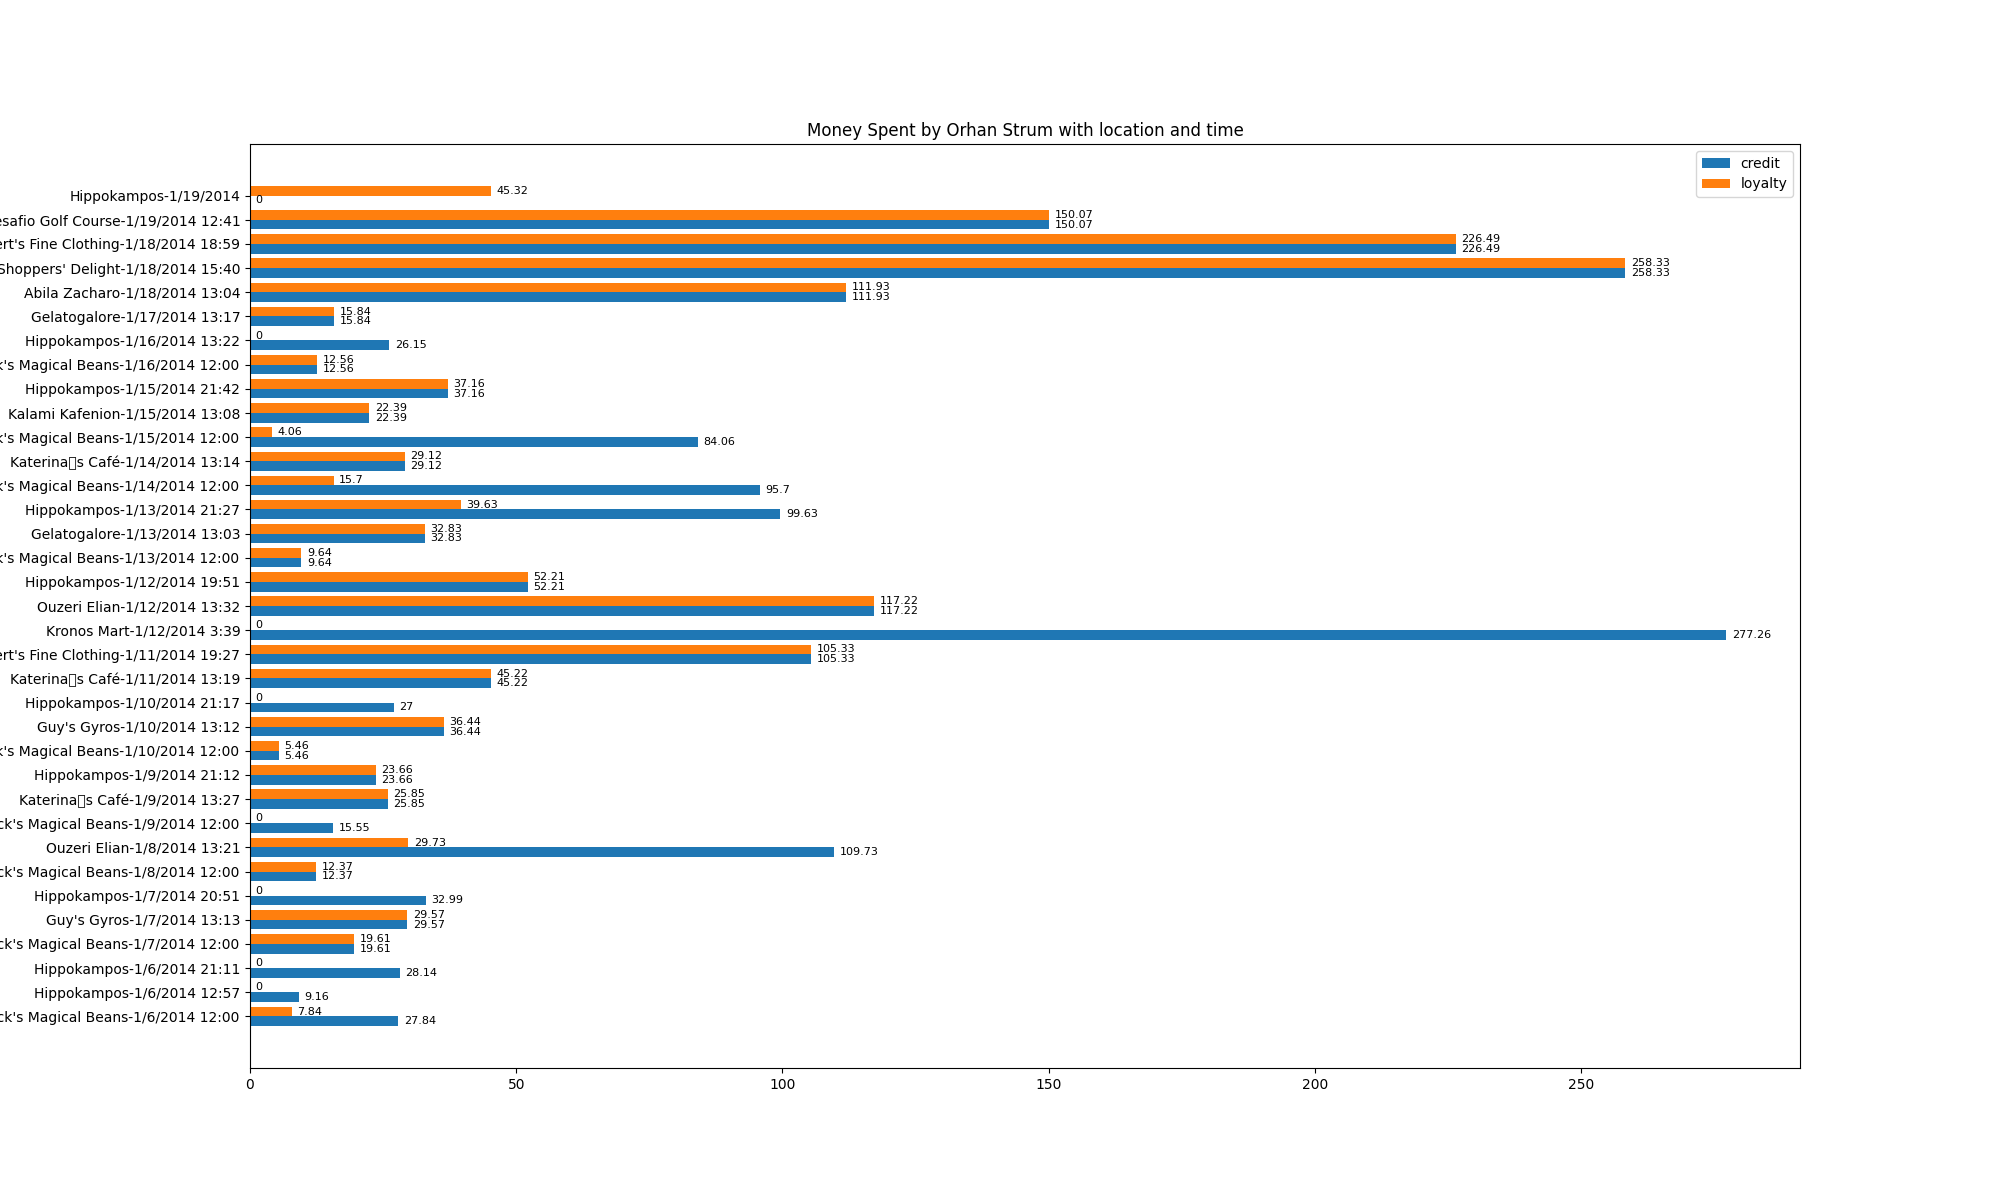 Money Spent by Orhan Strum with location and time
credit
loyalty
Hippokampos-1/19/2014 45.32 0
esafio Golf Course-1/19/2014 12:41 150.07 150.07
ert's Fine Clothing-1/18/2014 18:59 226.49 226.49
Shoppers' Delight-1/18/2014 15:40 258.33 258.33
Abila Zacharo-1/18/2014 13:04 111.93 111.93
Gelatogalore-1/17/2014 13:17 15.84 15.84
Hippokampos-1/16/2014 13:22 0 26.15
k's Magical Beans-1/16/2014 12:00 12.56 12.56
Hippokampos-1/15/2014 21:42 37.16 37.16
Kalami Kafenion-1/15/2014 13:08 22.39 22.39
k's Magical Beans-1/15/2014 12:00 4.06 84.06
Katerina▯s Café-1/14/2014 13:14 29.12 29.12
k's Magical Beans-1/14/2014 12:00 15.7 95.7
Hippokampos-1/13/2014 21:27 39.63 99.63
Gelatogalore-1/13/2014 13:03 32.83 32.83
k's Magical Beans-1/13/2014 12:00 9.64 9.64
Hippokampos-1/12/2014 19:51 52.21 52.21
Ouzeri Elian-1/12/2014 13:32 117.22 117.22
Kronos Mart-1/12/2014 3:39 0 277.26
ert's Fine Clothing-1/11/2014 19:27 105.33 105.33
Katerina▯s Café-1/11/2014 13:19 45.22 45.22
Hippokampos-1/10/2014 21:17 0 27
Guy's Gyros-1/10/2014 13:12 36.44 36.44
k's Magical Beans-1/10/2014 12:00 5.46 5.46
Hippokampos-1/9/2014 21:12 23.66 23.66
Katerina▯s Café-1/9/2014 13:27 25.85 25.85
ck's Magical Beans-1/9/2014 12:00 0 15.55
Ouzeri Elian-1/8/2014 13:21 29.73 109.73
ck's Magical Beans-1/8/2014 12:00 12.37 12.37
Hippokampos-1/7/2014 20:51 0 32.99
Guy's Gyros-1/7/2014 13:13 29.57 29.57
ck's Magical Beans-1/7/2014 12:00 19.61 19.61
Hippokampos-1/6/2014 21:11 0 28.14
Hippokampos-1/6/2014 12:57 0 9.16
ck's Magical Beans-1/6/2014 12:00 7.84 27.84
0 50 100 150 200 250